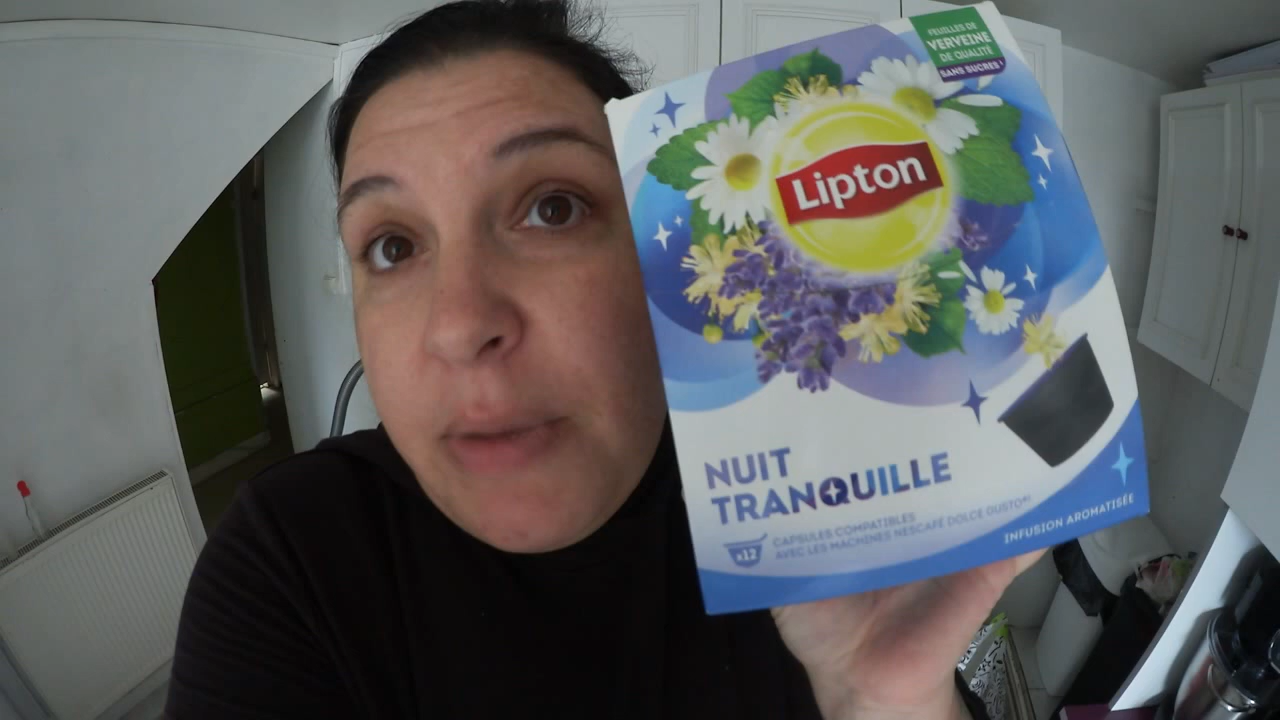 FEUILLES DE
VERVEINE
DE QUALITÉ
SANS SUCRES
Lipton
NUIT
TRANQUILLE
x12
CAPSULES COMPATIBLES
AVEC LES MACHINES NESCAFÉ DOLCE GUSTO
INFUSION AROMATISÉE